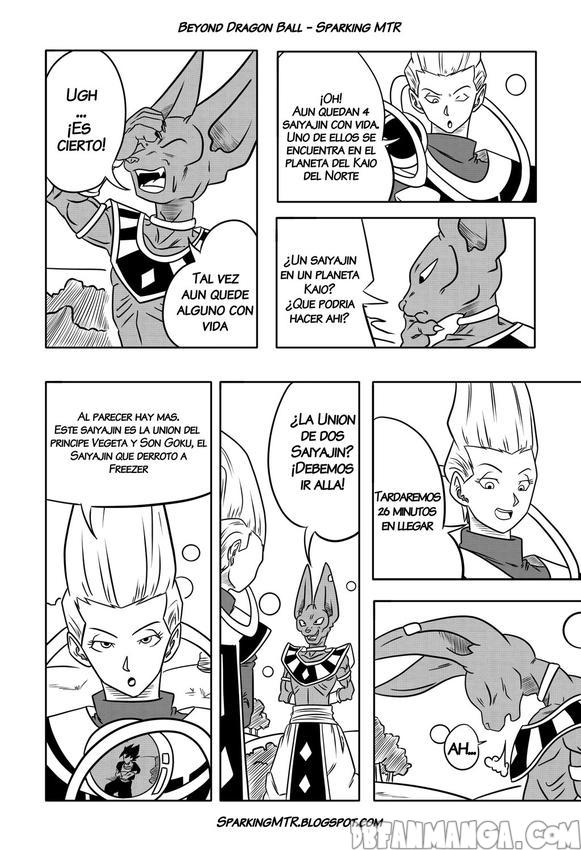 BEYOND DRAGON BALL - SPARKING MTR
UGH
...
¡ES
CIERTO!
TAL VEZ
AUN QUEDE
ALGUNO CON
VIDA
¡OH!
AUN QUEDAN 4
SAIYAJIN CON VIDA.
UNO DE ELLOS SE
ENCUENTRA EN EL
PLANETA DEL KAIO
DEL NORTE
¿UN SAIYAJIN
EN UN PLANETA
KAIO?
¿QUE PODRIA
HACER AHI?
AL PARECER HAY MAS.
ESTE SAIYAJIN ES LA UNION DEL
PRINCIPE VEGETA Y SON GOKU, EL
SAIYAJIN QUE DERROTO A
FREEZER
¿LA UNION
DE DOS
SAIYAJIN?
¡DEBEMOS
IR ALLA!
TARDAREMOS
26 MINUTOS
EN LLEGAR
AH...
SPARKINGMTR.BLOGSPOT.COM
DBFANMANGA.COM